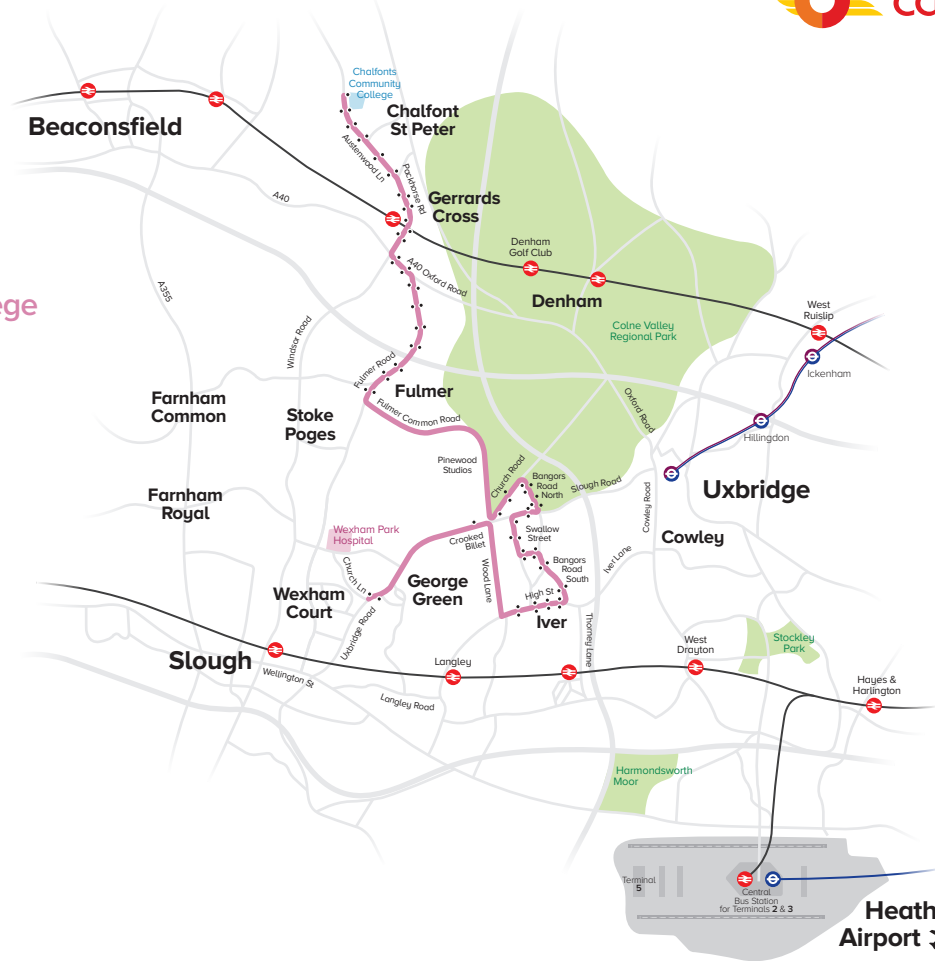 CO
Chalfonts
Community
College
Chalfont
St Peter
Beaconsfield
Austenwood Ln
Packhorse Rd
A40
Gerrards
Cross
Denham
Golf Club
A40 Oxford Road
ege
A355
Denham
West
Ruislip
Colne Valley
Regional Park
Windsor Road
Ickenham
Fulmer Road
Fulmer
Farnham
Common
Fulmer Common Road
Oxford Road
Stoke
Poges
Hillingdon
Pinewood
Studios
Church Road
Bangors
Road
North
Slough Road
Uxbridge
Farnham
Royal
Cowley Road
Wexham Park
Hospital
Crooked
Billet
Swallow
Street
Cowley
Iver Lane
Bangors
Road
South
Church Ln
Wexham
Court
George
Green
Wood Lane
High St
Iver
Uxbridge Road
Thorney Lane
Slough
Langley
West
Drayton
Stockley
Park
Wellington St
Langley Road
Hayes &
Harlington
Harmondsworth
Moor
Terminal
5
Central
Bus Station
for Terminals 2 & 3
Heath
Airport